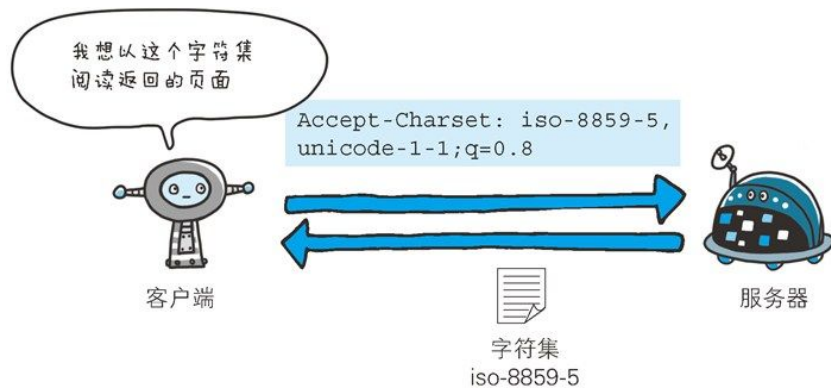 我想以这个字符集
阅读返回的页面
Accept-Charset: iso-8859-5,
unicode-1-1;q=0.8
客户端
服务器
字符集
iso-8859-5